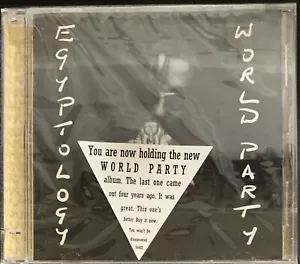 EGYPTOLOGY
WORLD PARTY
You are now holding the new
WORLD PARTY
album. The last one came
out four years ago. It was
great. This one's
better. Buy it now.
You won't be
disappointed.